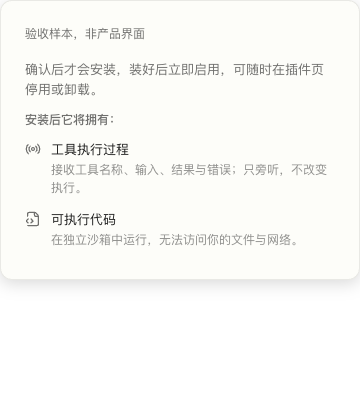 验收样本，非产品界面
确认后才会安装，装好后立即启用，可随时在插件页
停用或卸载。
安装后它将拥有：
工具执行过程
接收工具名称、输入、结果与错误；只旁听，不改变
执行。
可执行代码
在独立沙箱中运行，无法访问你的文件与网络。